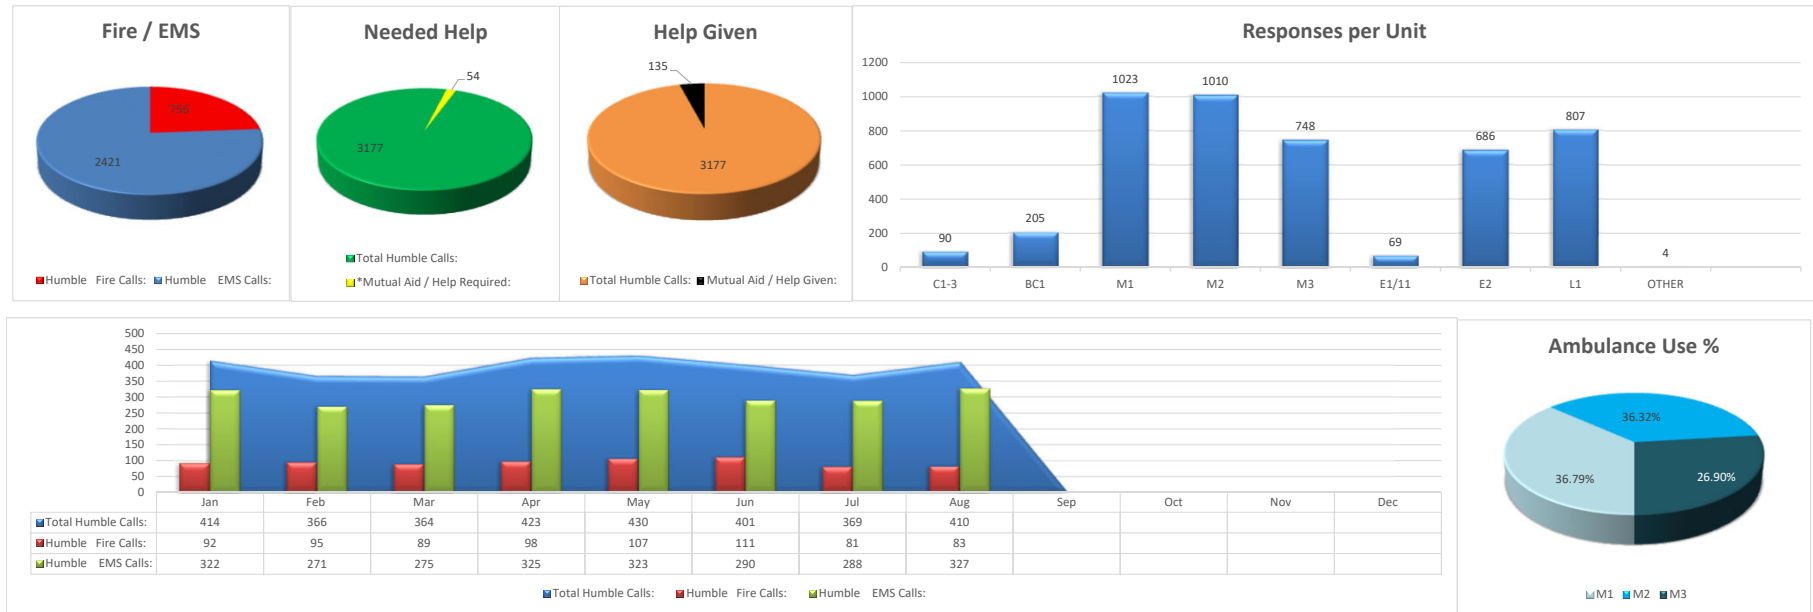 Fire / EMS
756
2421
Humble Fire Calls: Humble EMS Calls:
Needed Help
54
3177
Total Humble Calls:
*Mutual Aid / Help Required:
Help Given
135
3177
Total Humble Calls: Mutual Aid / Help Given:
Responses per Unit
1200
1000
800
600
400
200
0
90 205 1023 1010 748 69 686 807 4
C1-3 BC1 M1 M2 M3 E1/11 E2 L1 OTHER
500
450
400
350
300
250
200
150
100
50
0
Jan Feb Mar Apr May Jun Jul Aug Sep Oct Nov Dec
Total Humble Calls: 414 366 364 423 430 401 369 410
Humble Fire Calls: 92 95 89 98 107 111 81 83
Humble EMS Calls: 322 271 275 325 323 290 288 327
Total Humble Calls: Humble Fire Calls: Humble EMS Calls:
Ambulance Use %
36.32%
36.79%
26.90%
M1 M2 M3